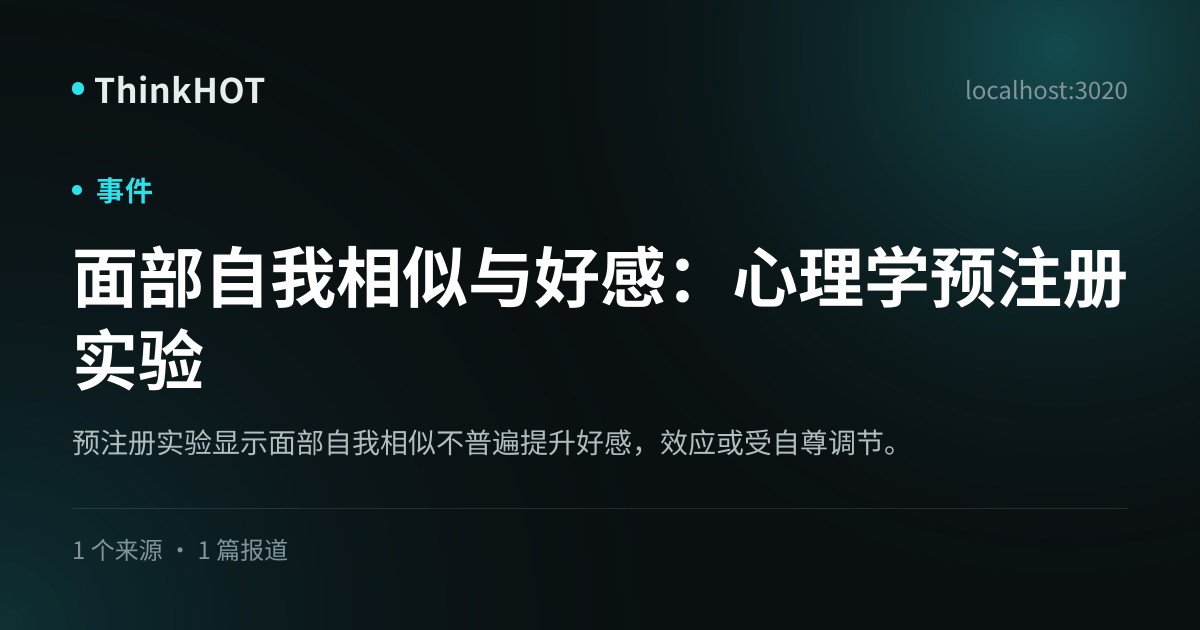 ThinkHOT
localhost:3020
事件
面部自我相似与好感：心理学预注册
实验
预注册实验显示面部自我相似不普遍提升好感，效应或受自尊调节。
1 个来源 · 1 篇报道